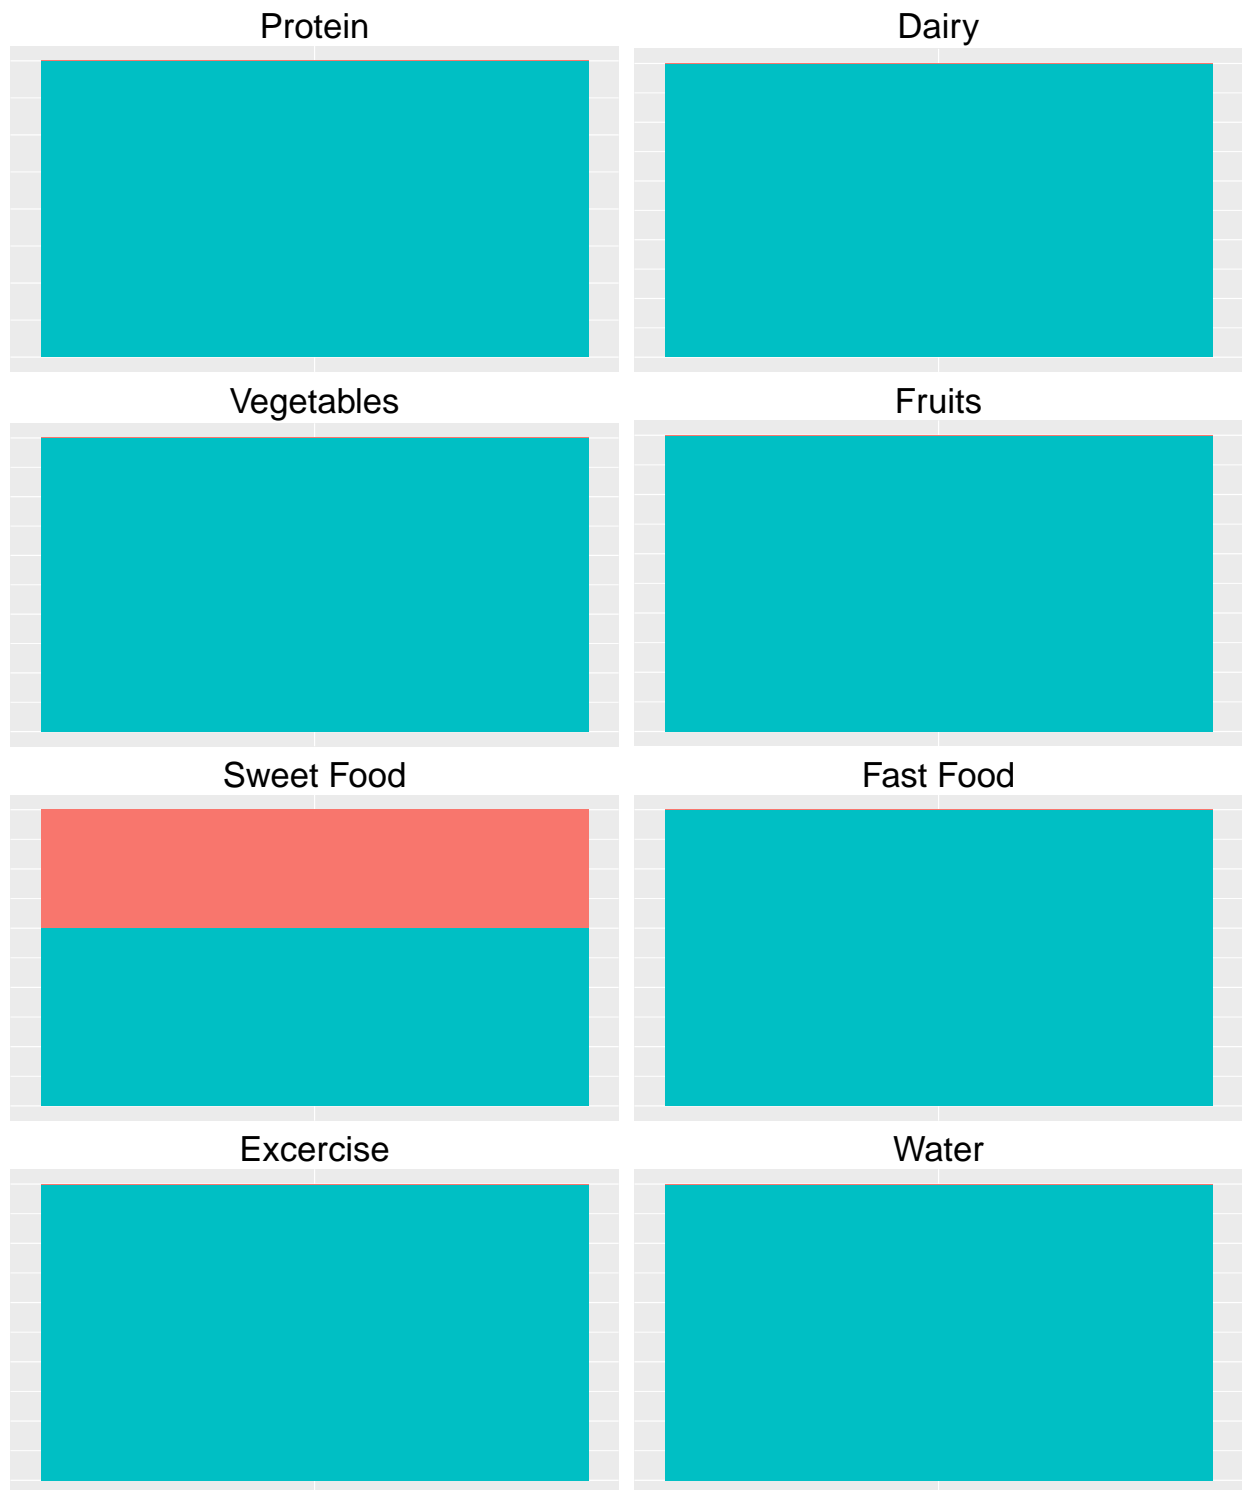 Protein
Dairy
Vegetables
Fruits
Sweet Food
Fast Food
Excercise
Water